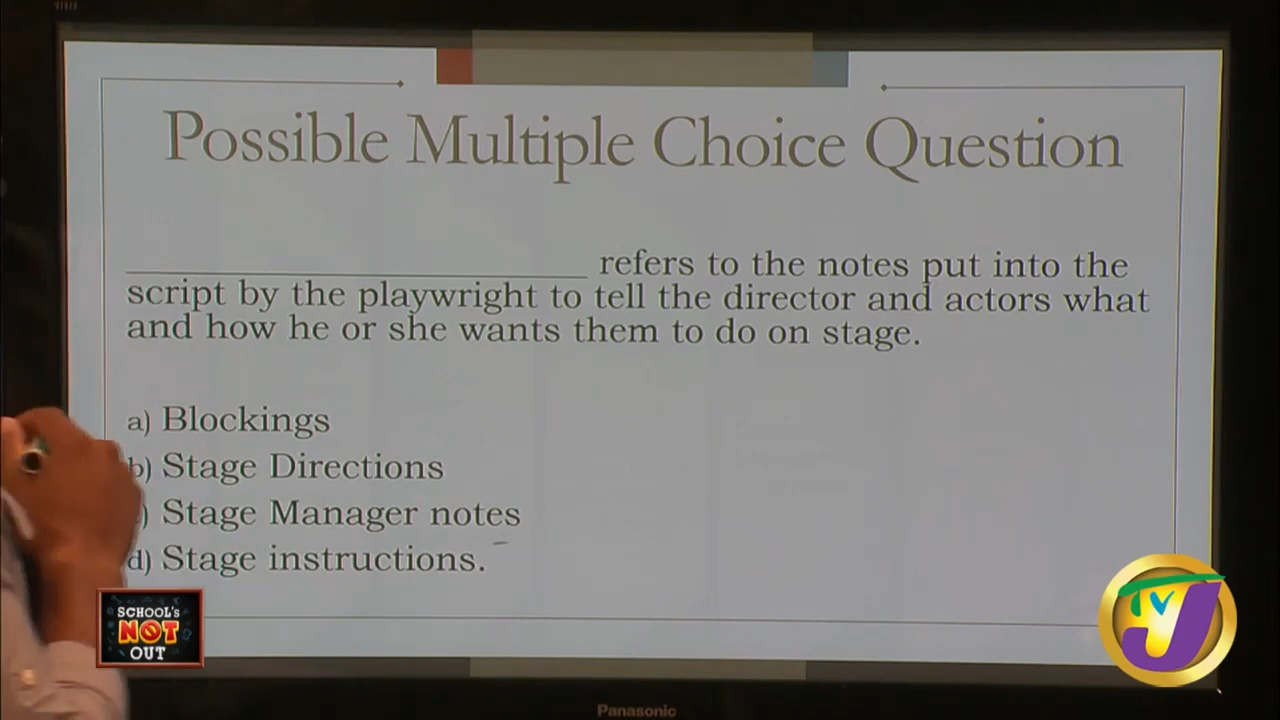 Possible Multiple Choice Question
______________________ refers to the notes put into the
script by the playwright to tell the director and actors what
and how he or she wants them to do on stage.
a) Blockings
b) Stage Directions
) Stage Manager notes
d) Stage instructions.
SCHOOL'S
NOT
OUT
TVJ
Panasonic